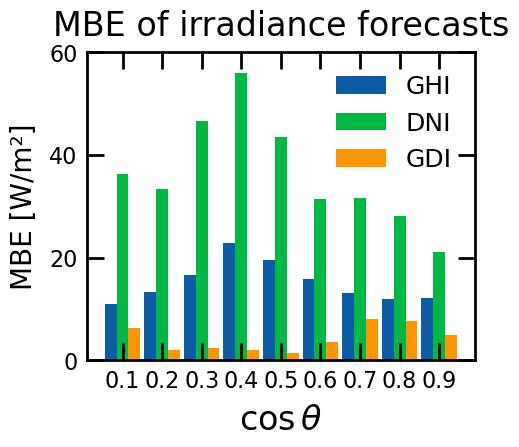 MBE of irradiance forecasts
MBE [W/m²]
60
40
20
0
GHI
DNI
GDI
0.1 0.2 0.3 0.4 0.5 0.6 0.7 0.8 0.9
cos θ